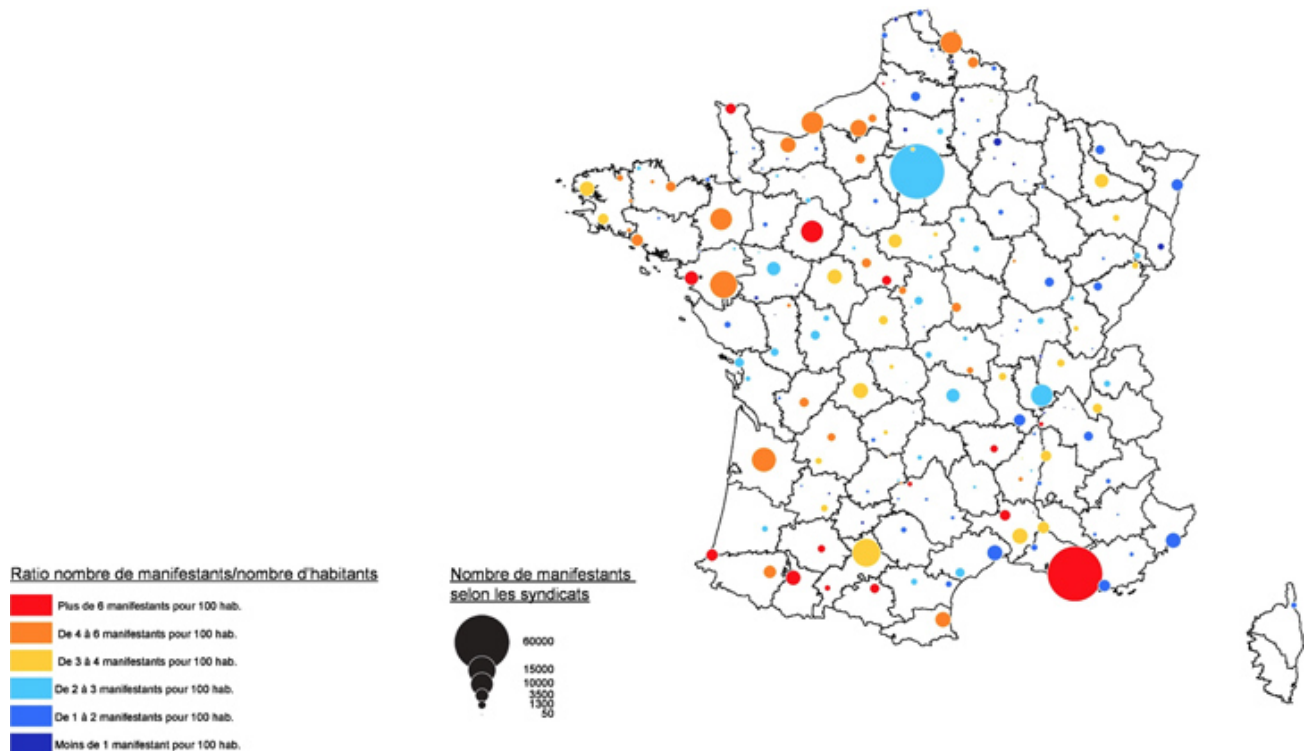 Ratio nombre de manifestants/nombre d'habitants
Plus de 6 manifestants pour 100 hab.
De 4 à 6 manifestants pour 100 hab.
De 3 à 4 manifestants pour 100 hab.
De 2 à 3 manifestants pour 100 hab.
De 1 à 2 manifestants pour 100 hab.
Moins de 1 manifestant pour 100 hab.
Nombre de manifestants
selon les syndicats
60000
15000
10000
3500
1300
50